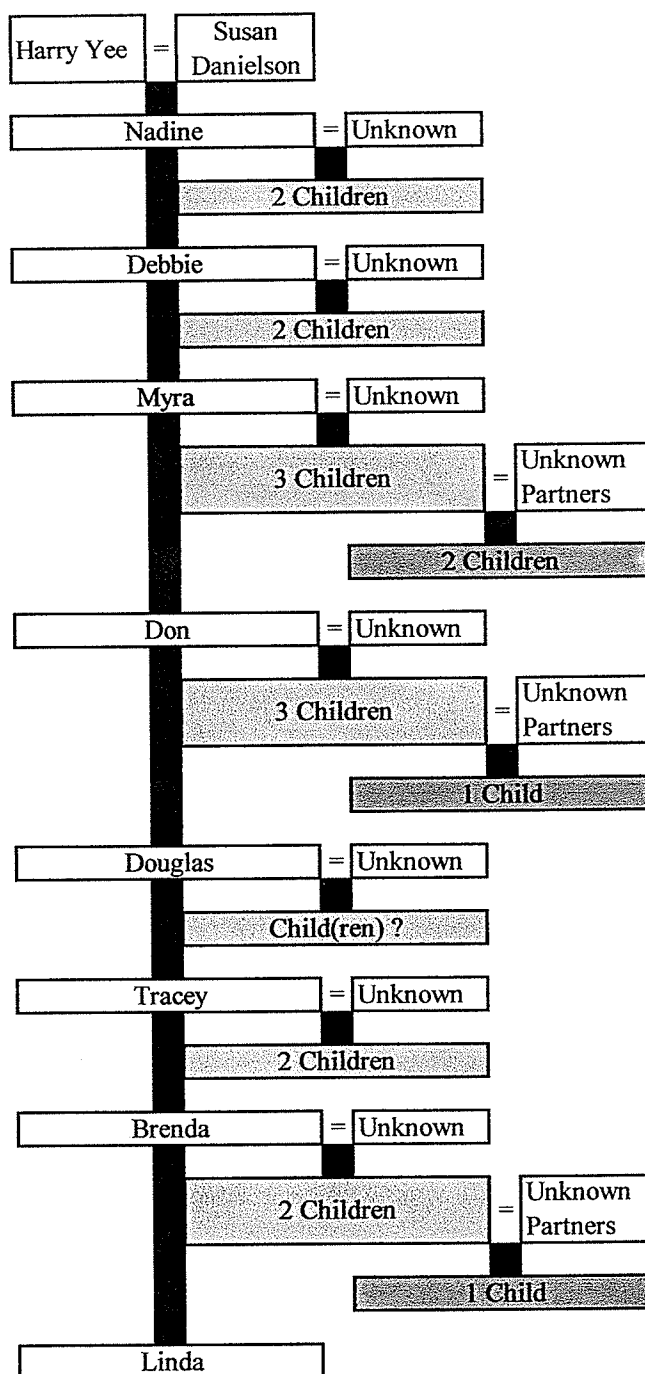 Harry Yee = Susan
Danielson
Nadine = Unknown
2 Children
Debbie = Unknown
2 Children
Myra = Unknown
3 Children = Unknown
Partners
2 Children
Don = Unknown
3 Children = Unknown
Partners
1 Child
Douglas = Unknown
Child(ren) ?
Tracey = Unknown
2 Children
Brenda = Unknown
2 Children = Unknown
Partners
1 Child
Linda